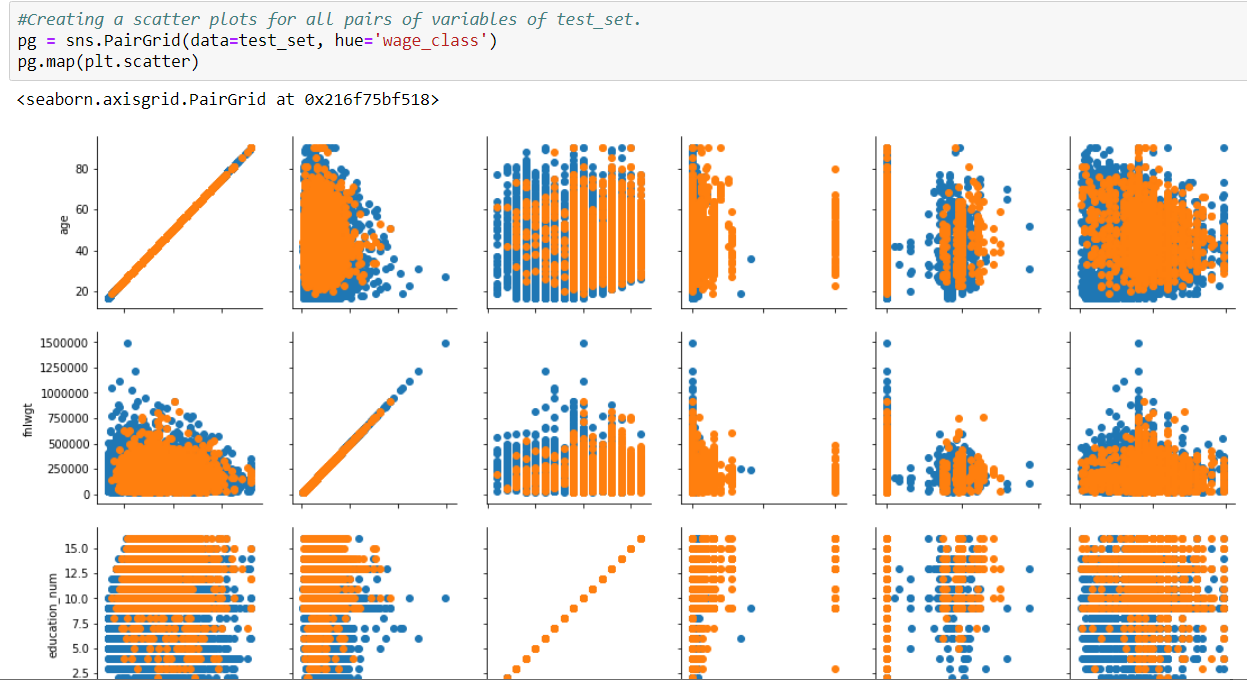 #Creating a scatter plots for all pairs of variables of test_set.
pg = sns.PairGrid(data=test_set, hue='wage_class')
pg.map(plt.scatter)
<seaborn.axisgrid.PairGrid at 0x216f75bf518>
80
60
40
20
age
1500000
1250000
1000000
750000
500000
250000
0
fnlwgt
15.0
12.5
10.0
7.5
5.0
2.5
education_num